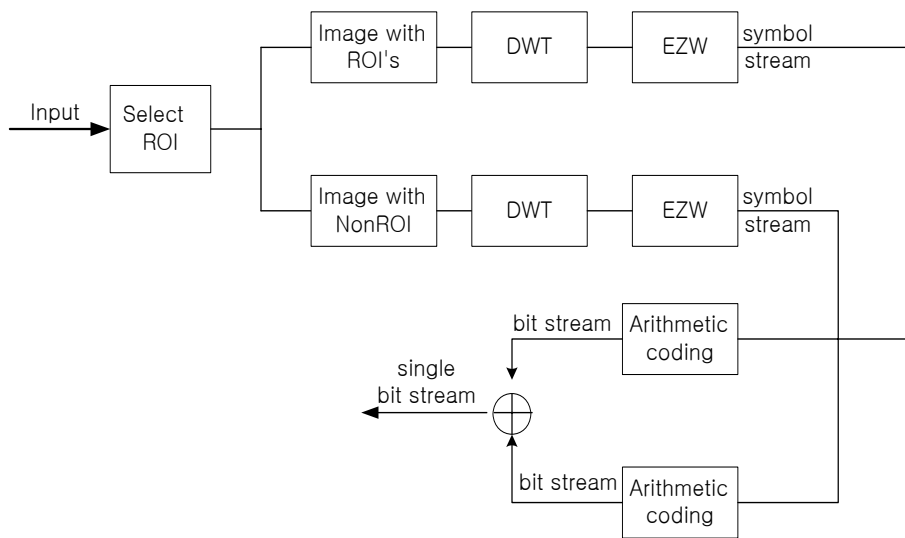 Input
Select
ROI
Image with
ROI's
DWT
EZW
symbol
stream
Image with
NonROI
DWT
EZW
symbol
stream
bit stream
Arithmetic
coding
single
bit stream
bit stream
Arithmetic
coding